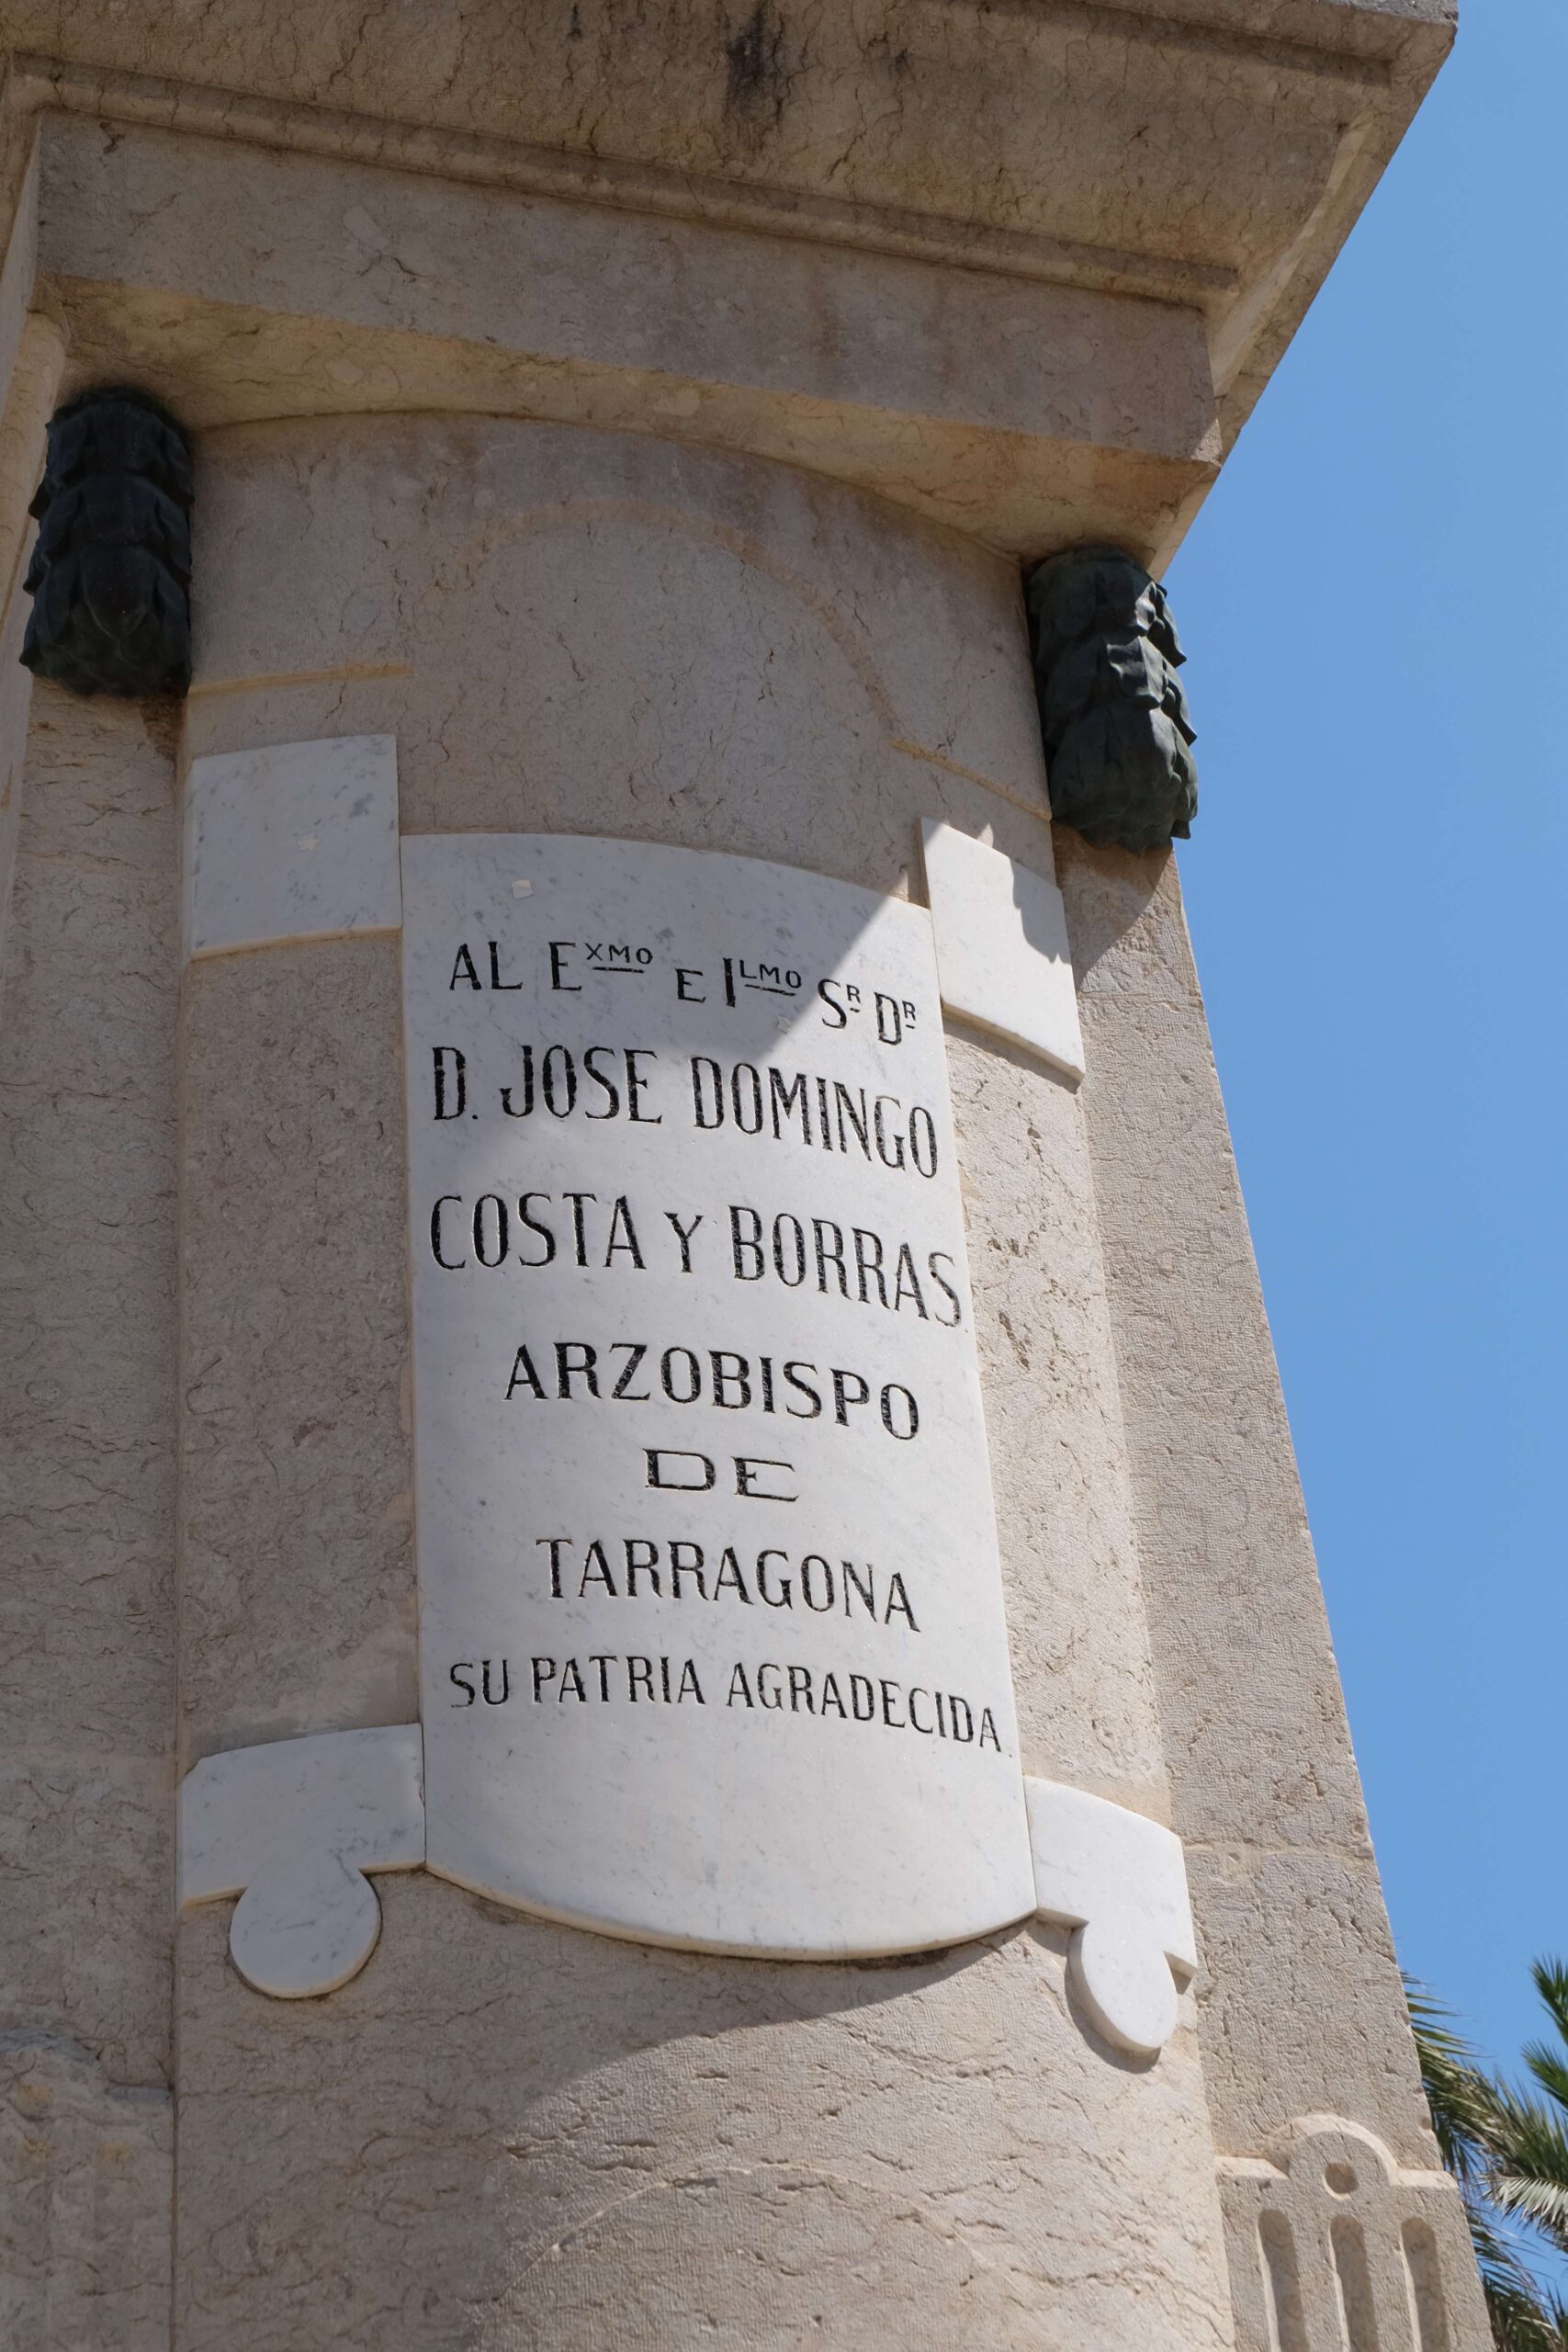 AL EXMO E ILMO SR DR
D. JOSE DOMINGO
COSTA Y BORRAS.
ARZOBISPO
DE
TARRAGONA
SU PATRIA AGRADECIDA.